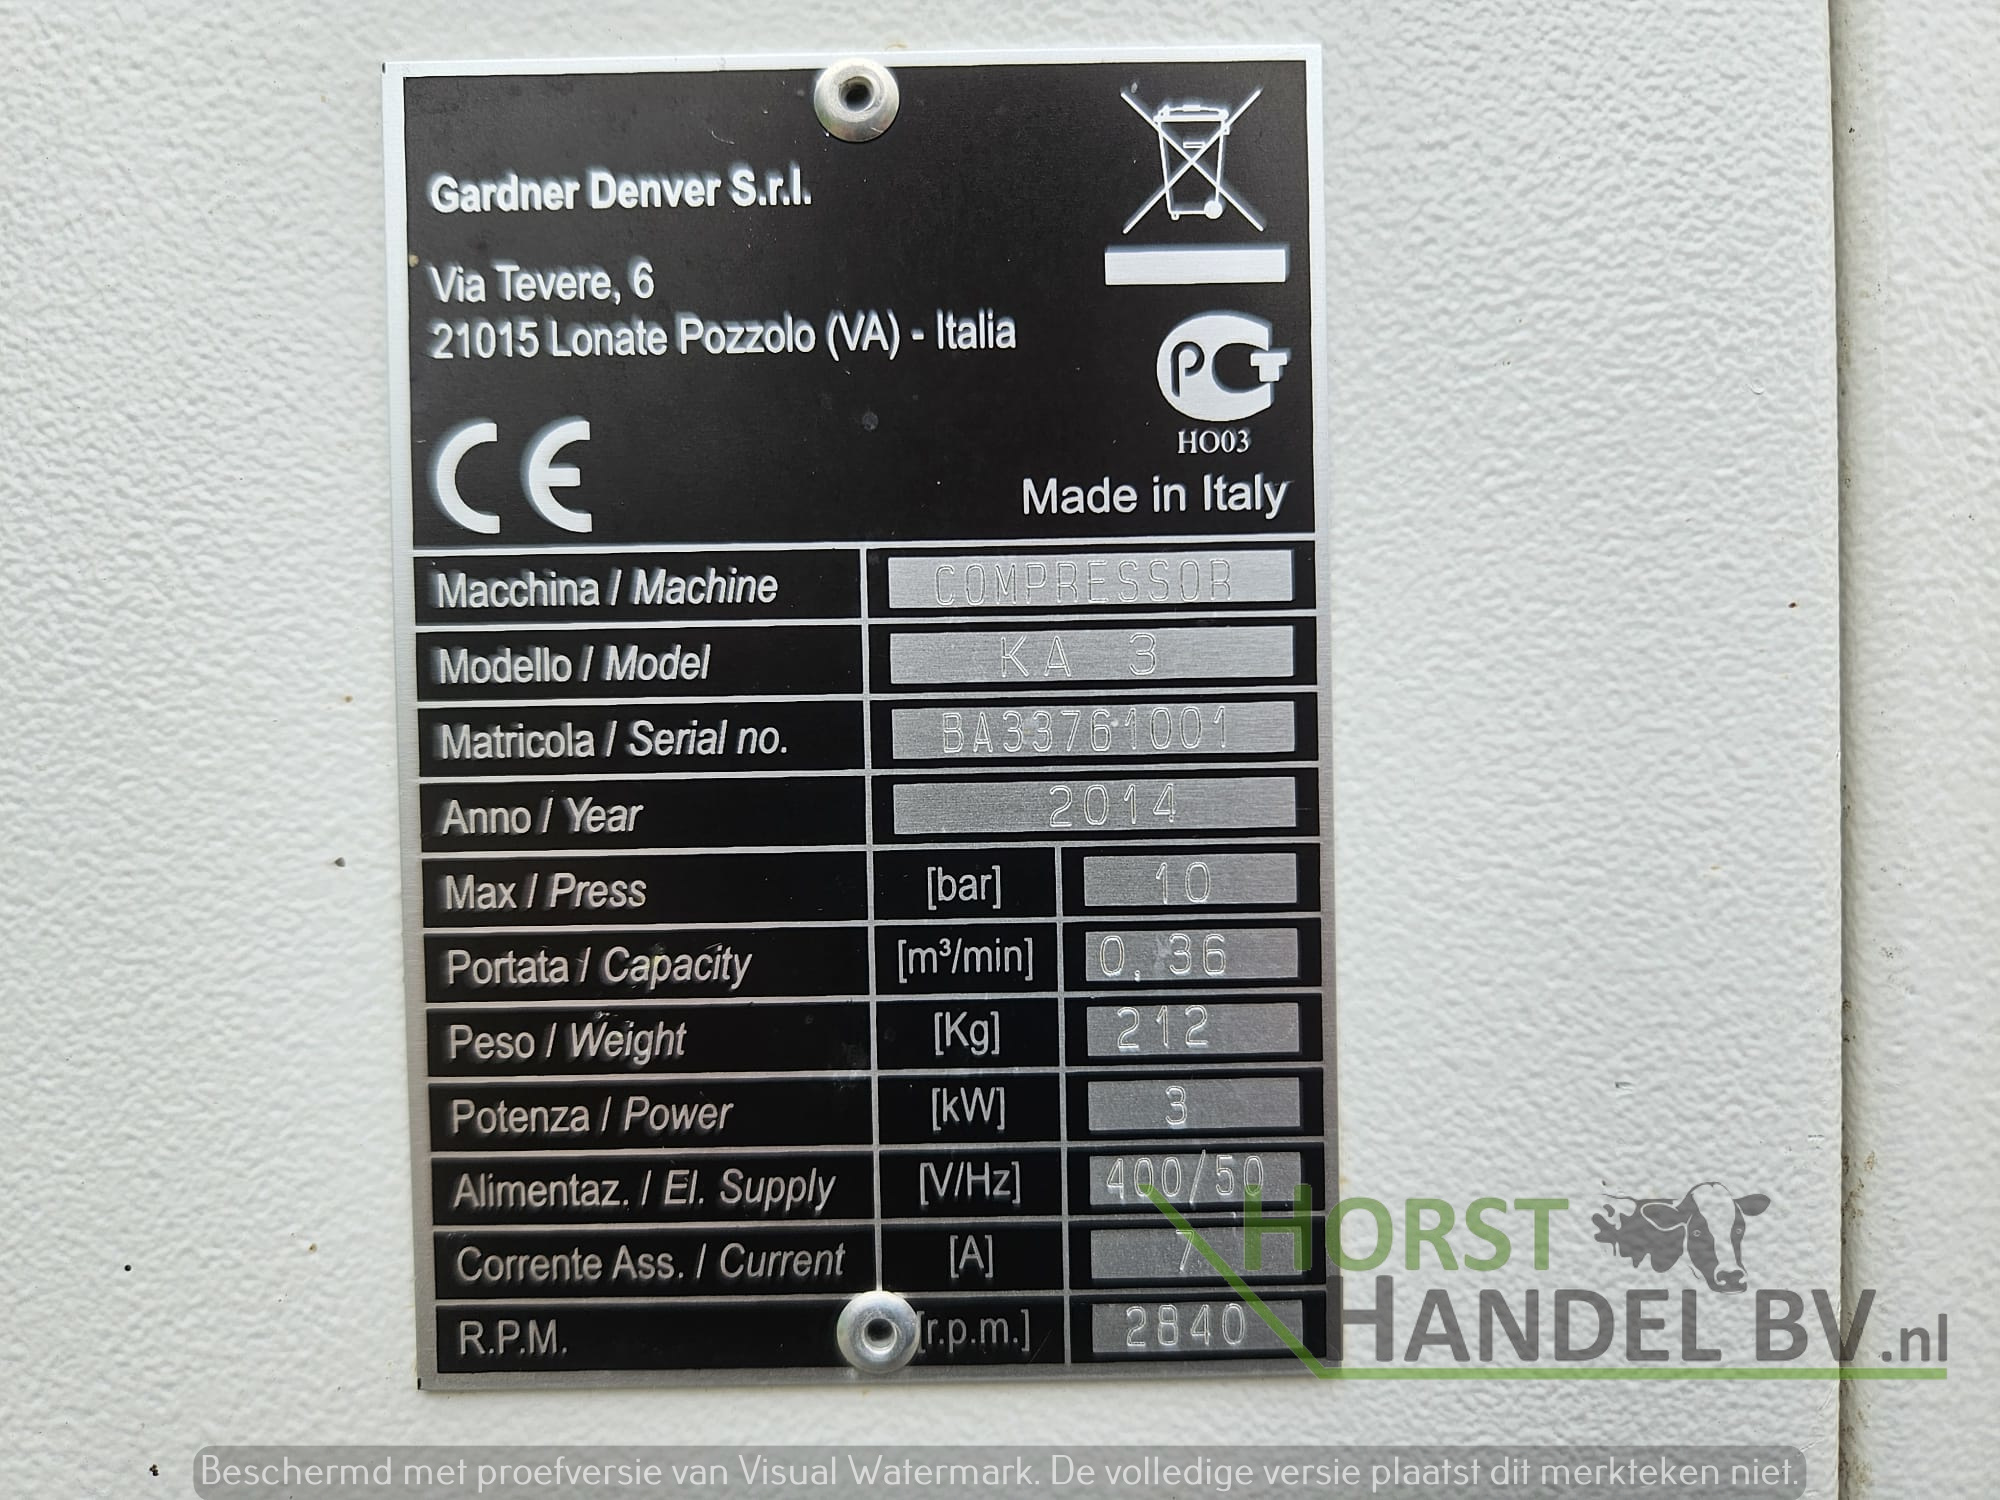 Gardner Denver S.r.l.
Via Tevere, 6
21015 Lonate Pozzolo (VA) - Italia
PCT
HO03
CE
Made in Italy
Macchina / Machine COMPRESSOR
Modello / Model KA 3
Matricola / Serial no. BA33761001
Anno / Year 2014
Max / Press [bar] 10
Portata / Capacity [m³/min] 0,36
Peso / Weight [Kg] 212
Potenza / Power [kW] 3
Alimentaz. / El. Supply [V/Hz] 400/50
Corrente Ass. / Current [A] 7
R.P.M. [r.p.m.] 2840
HORST
HANDEL BV.nl
Beschermd met proefversie van Visual Watermark. De volledige versie plaatst dit merkteken niet.